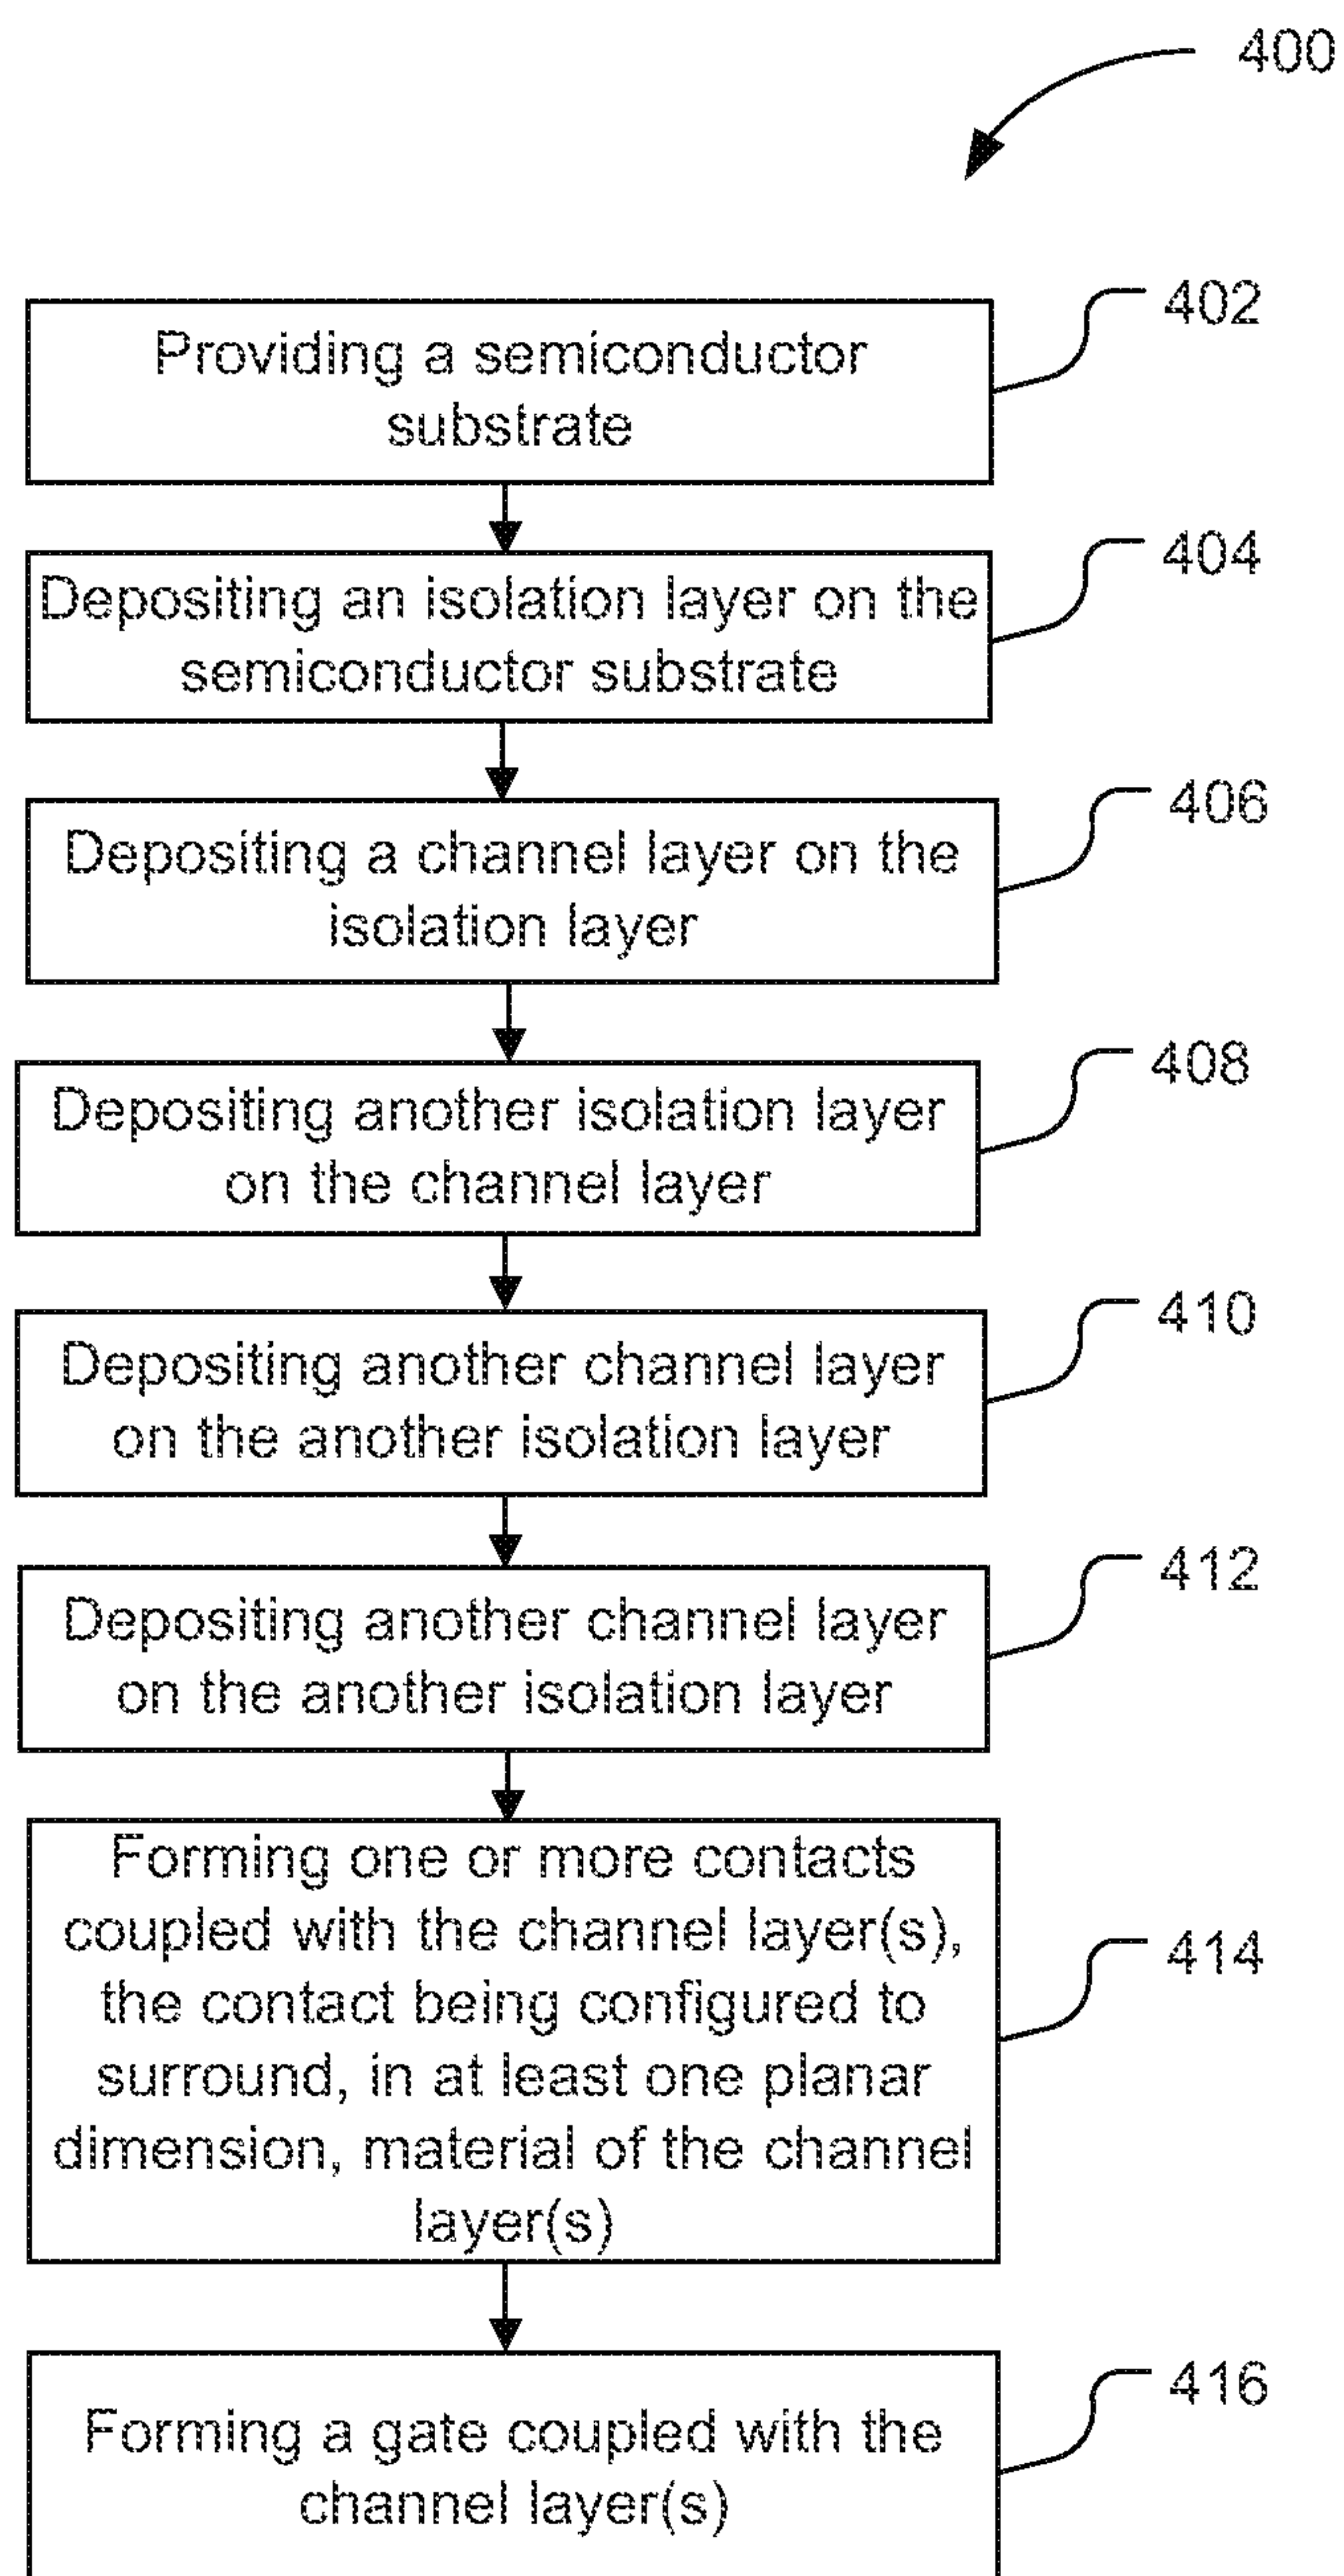 400
402
Providing a semiconductor
substrate
404
Depositing an isolation layer on the
semiconductor substrate
406
Depositing a channel layer on the
isolation layer
408
Depositing another isolation layer
on the channel layer
410
Depositing another channel layer
on the another isolation layer
412
Depositing another channel layer
on the another isolation layer
Forming one or more contacts
coupled with the channel layer(s),
414
the contact being configured to
surround, in at least one planar
dimension, material of the channel
layer(s)
416
Forming a gate coupled with the
channel layer(s)